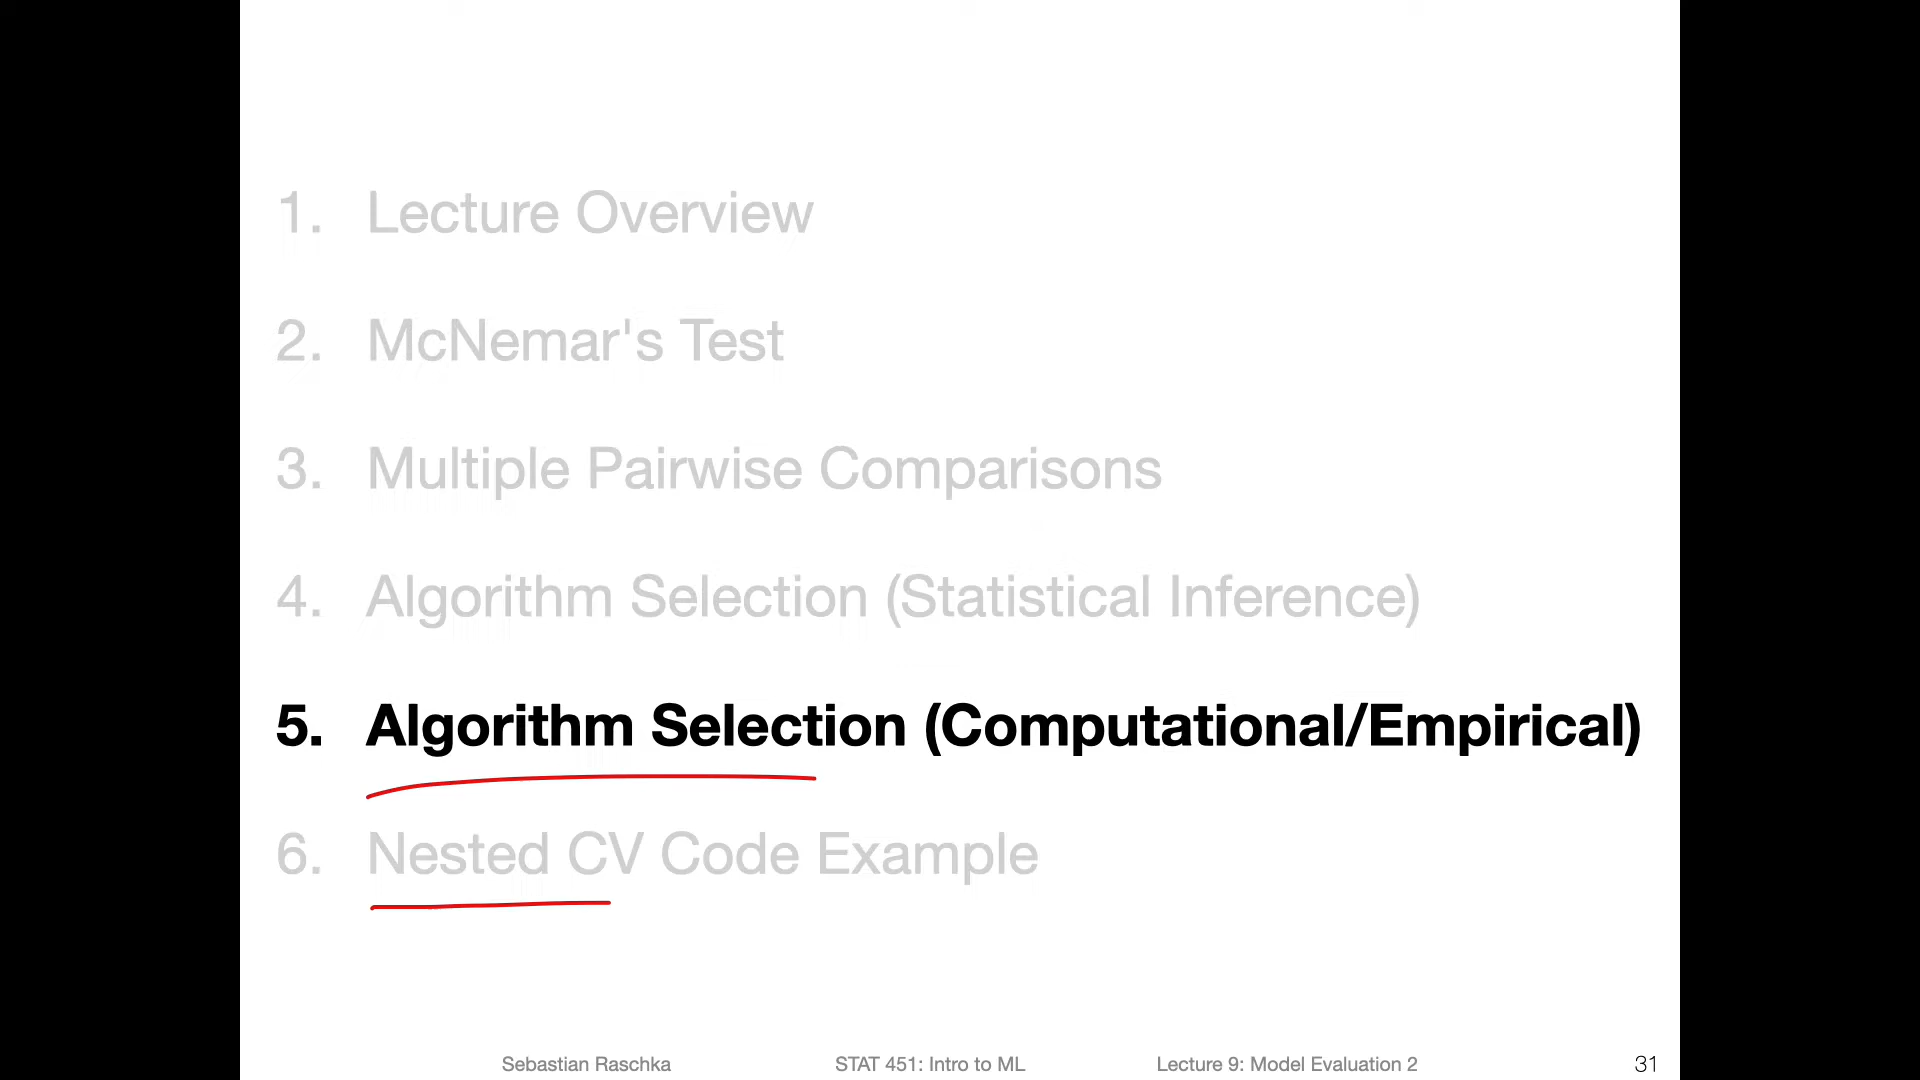 1. Lecture Overview
2. McNemar's Test
3. Multiple Pairwise Comparisons
4. Algorithm Selection (Statistical Inference)
5. Algorithm Selection (Computational/Empirical)
6. Nested CV Code Example
Sebastian Raschka STAT 451: Intro to ML Lecture 9: Model Evaluation 2 31